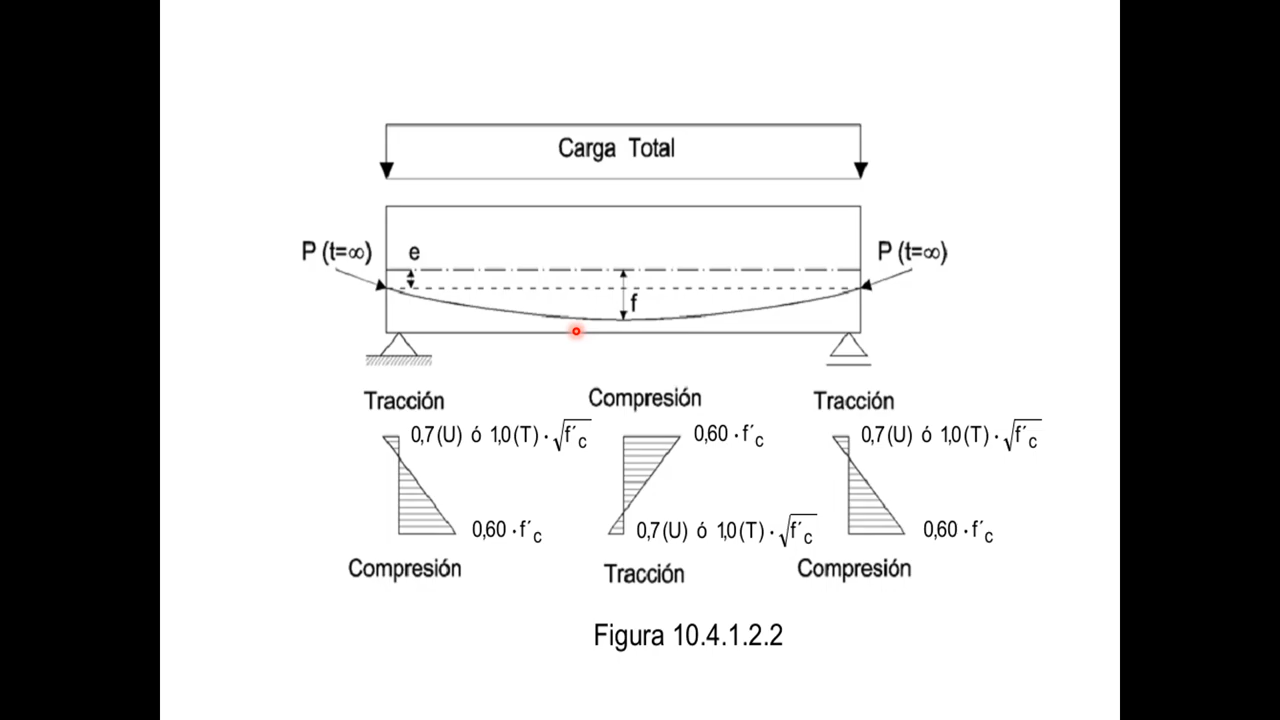 Carga Total
P (t=∞) e P (t=∞)
f
Tracción Compresión Tracción
0,7(U) ó 1,0(T)·√f´c 0,60·f´c 0,7(U) ó 1,0(T)·√f´c
0,60·f´c 0,7(U) ó 1,0(T)·√f´c 0,60·f´c
Compresión Tracción Compresión
Figura 10.4.1.2.2